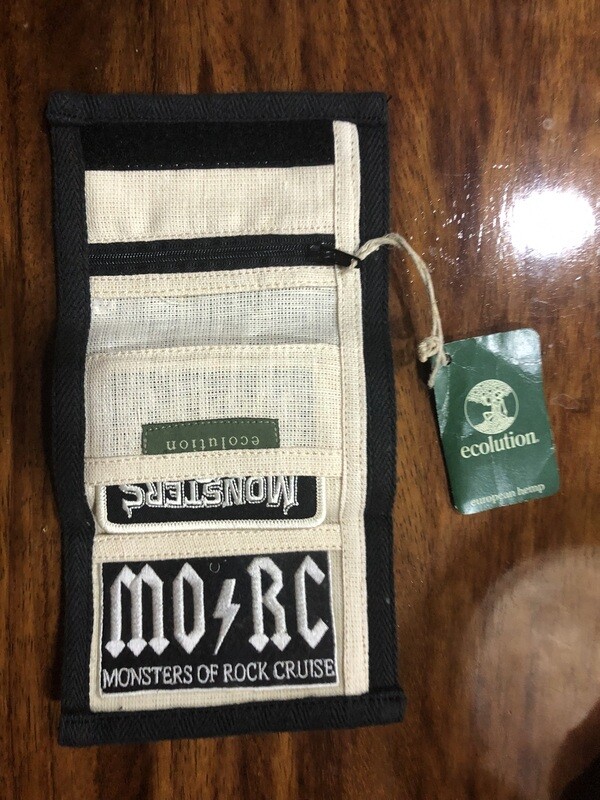 ecolution
MONSTERS
MO⚡RC
MONSTERS OF ROCK CRUISE
ecolution
european hemp